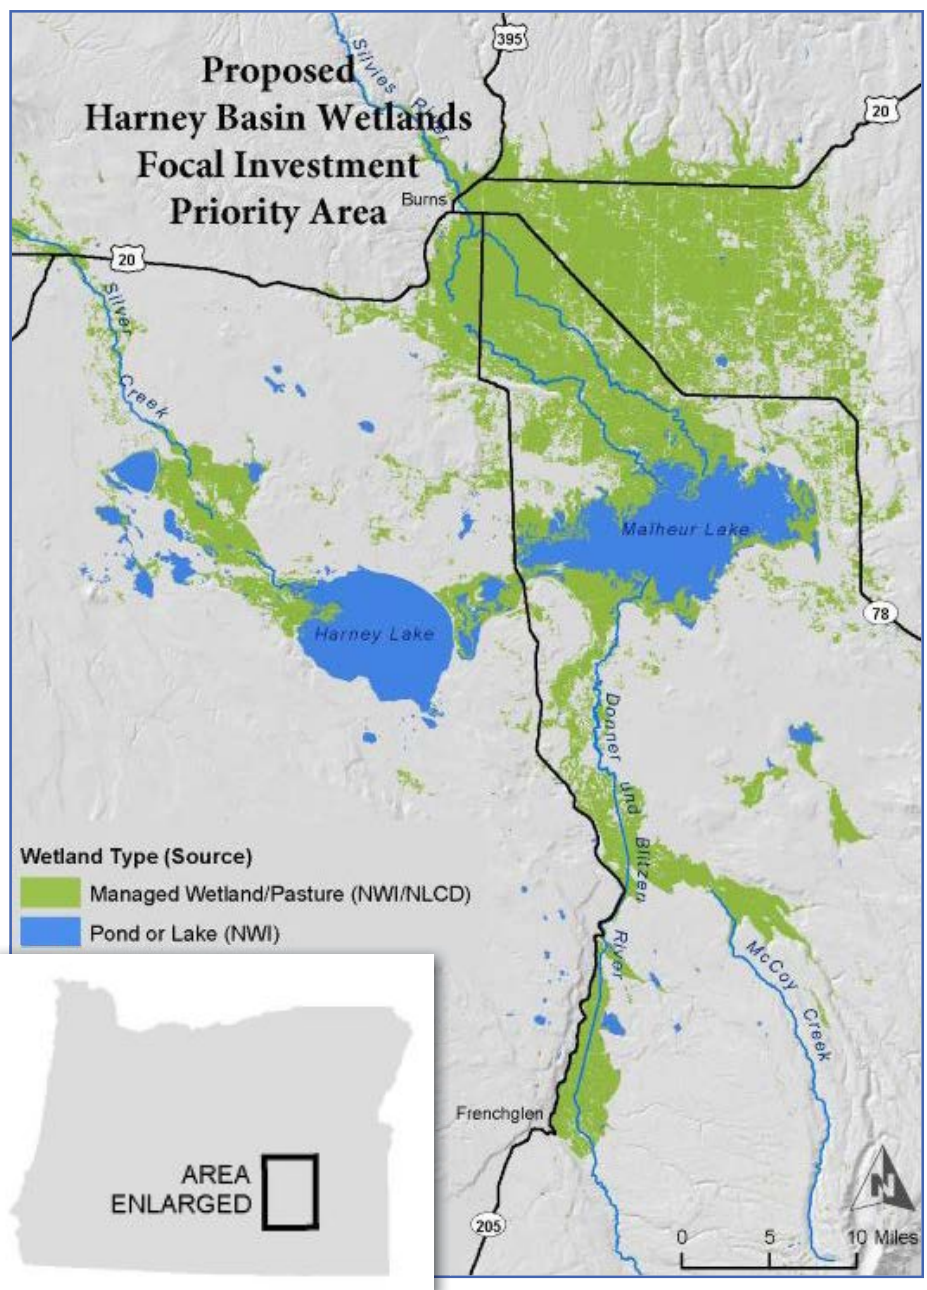 Proposed
Harney Basin Wetlands
Focal Investment
Priority Area
Silvies River
395
20
Burns
20
Silver Creek
Malheur Lake
Harney Lake
78
Donner und Blitzen River
McCoy Creek
Wetland Type (Source)
Managed Wetland/Pasture (NWI/NLCD)
Pond or Lake (NWI)
AREA
ENLARGED
Frenchglen
205
N
0 5 10 Miles